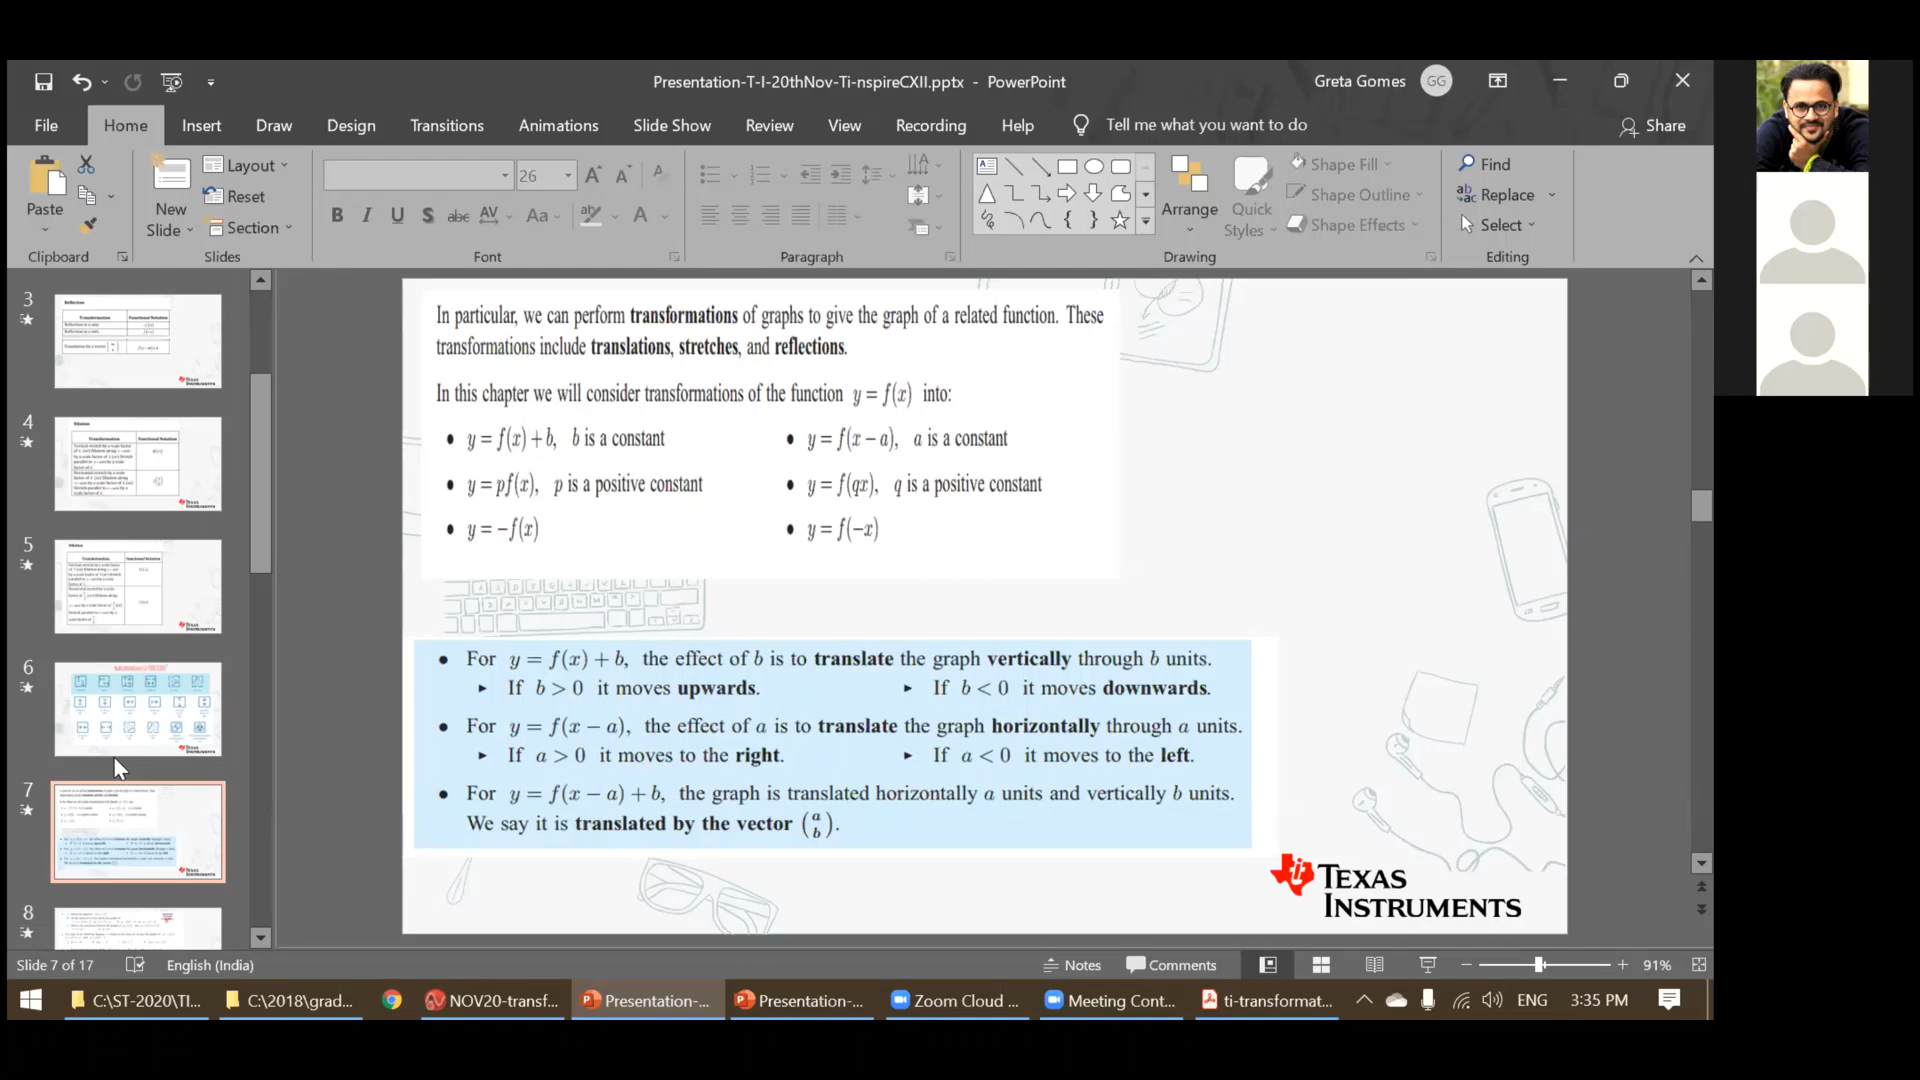 Presentation-T-I-20thNov-Ti-nspireCXII.pptx - PowerPoint
Greta Gomes
GG
File
Home
Insert
Draw
Design
Transitions
Animations
Slide Show
Review
View
Recording
Help
Tell me what you want to do
Share
Paste
New
Slide
Layout
Reset
Section
26
Shape Fill
Shape Outline
Shape Effects
Arrange
Quick
Styles
Find
Replace
Select
Clipboard
Slides
Font
Paragraph
Drawing
Editing
3
4
5
6
7
8
In particular, we can perform transformations of graphs to give the graph of a related function. These
transformations include translations, stretches, and reflections.
In this chapter we will consider transformations of the function y = f(x) into:
• y = f(x) + b, b is a constant
• y = f(x − a), a is a constant
• y = pf(x), p is a positive constant
• y = f(qx), q is a positive constant
• y = −f(x)
• y = f(−x)
• For y = f(x) + b, the effect of b is to translate the graph vertically through b units.
▸ If b > 0 it moves upwards.
▸ If b < 0 it moves downwards.
• For y = f(x − a), the effect of a is to translate the graph horizontally through a units.
▸ If a > 0 it moves to the right.
▸ If a < 0 it moves to the left.
• For y = f(x − a) + b, the graph is translated horizontally a units and vertically b units.
We say it is translated by the vector (a b).
TEXAS
INSTRUMENTS
Slide 7 of 17
English (India)
Notes
Comments
91%
C:\ST-2020\TI...
C:\2018\grad...
NOV20-transf...
Presentation-...
Presentation-...
Zoom Cloud ...
Meeting Cont...
ti-transformat...
ENG
3:35 PM